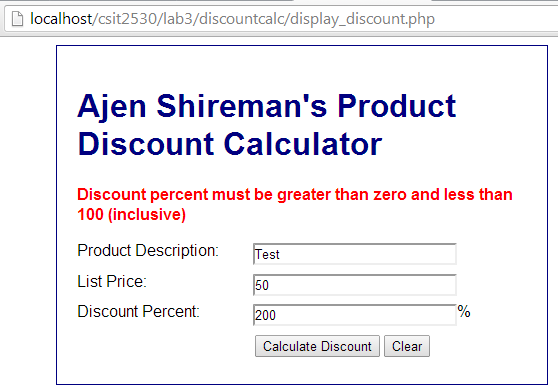 localhost/csit2530/lab3/discountcalc/display_discount.php
Ajen Shireman's Product
Discount Calculator
Discount percent must be greater than zero and less than
100 (inclusive)
Product Description: Test
List Price: 50
Discount Percent: 200 %
Calculate Discount Clear